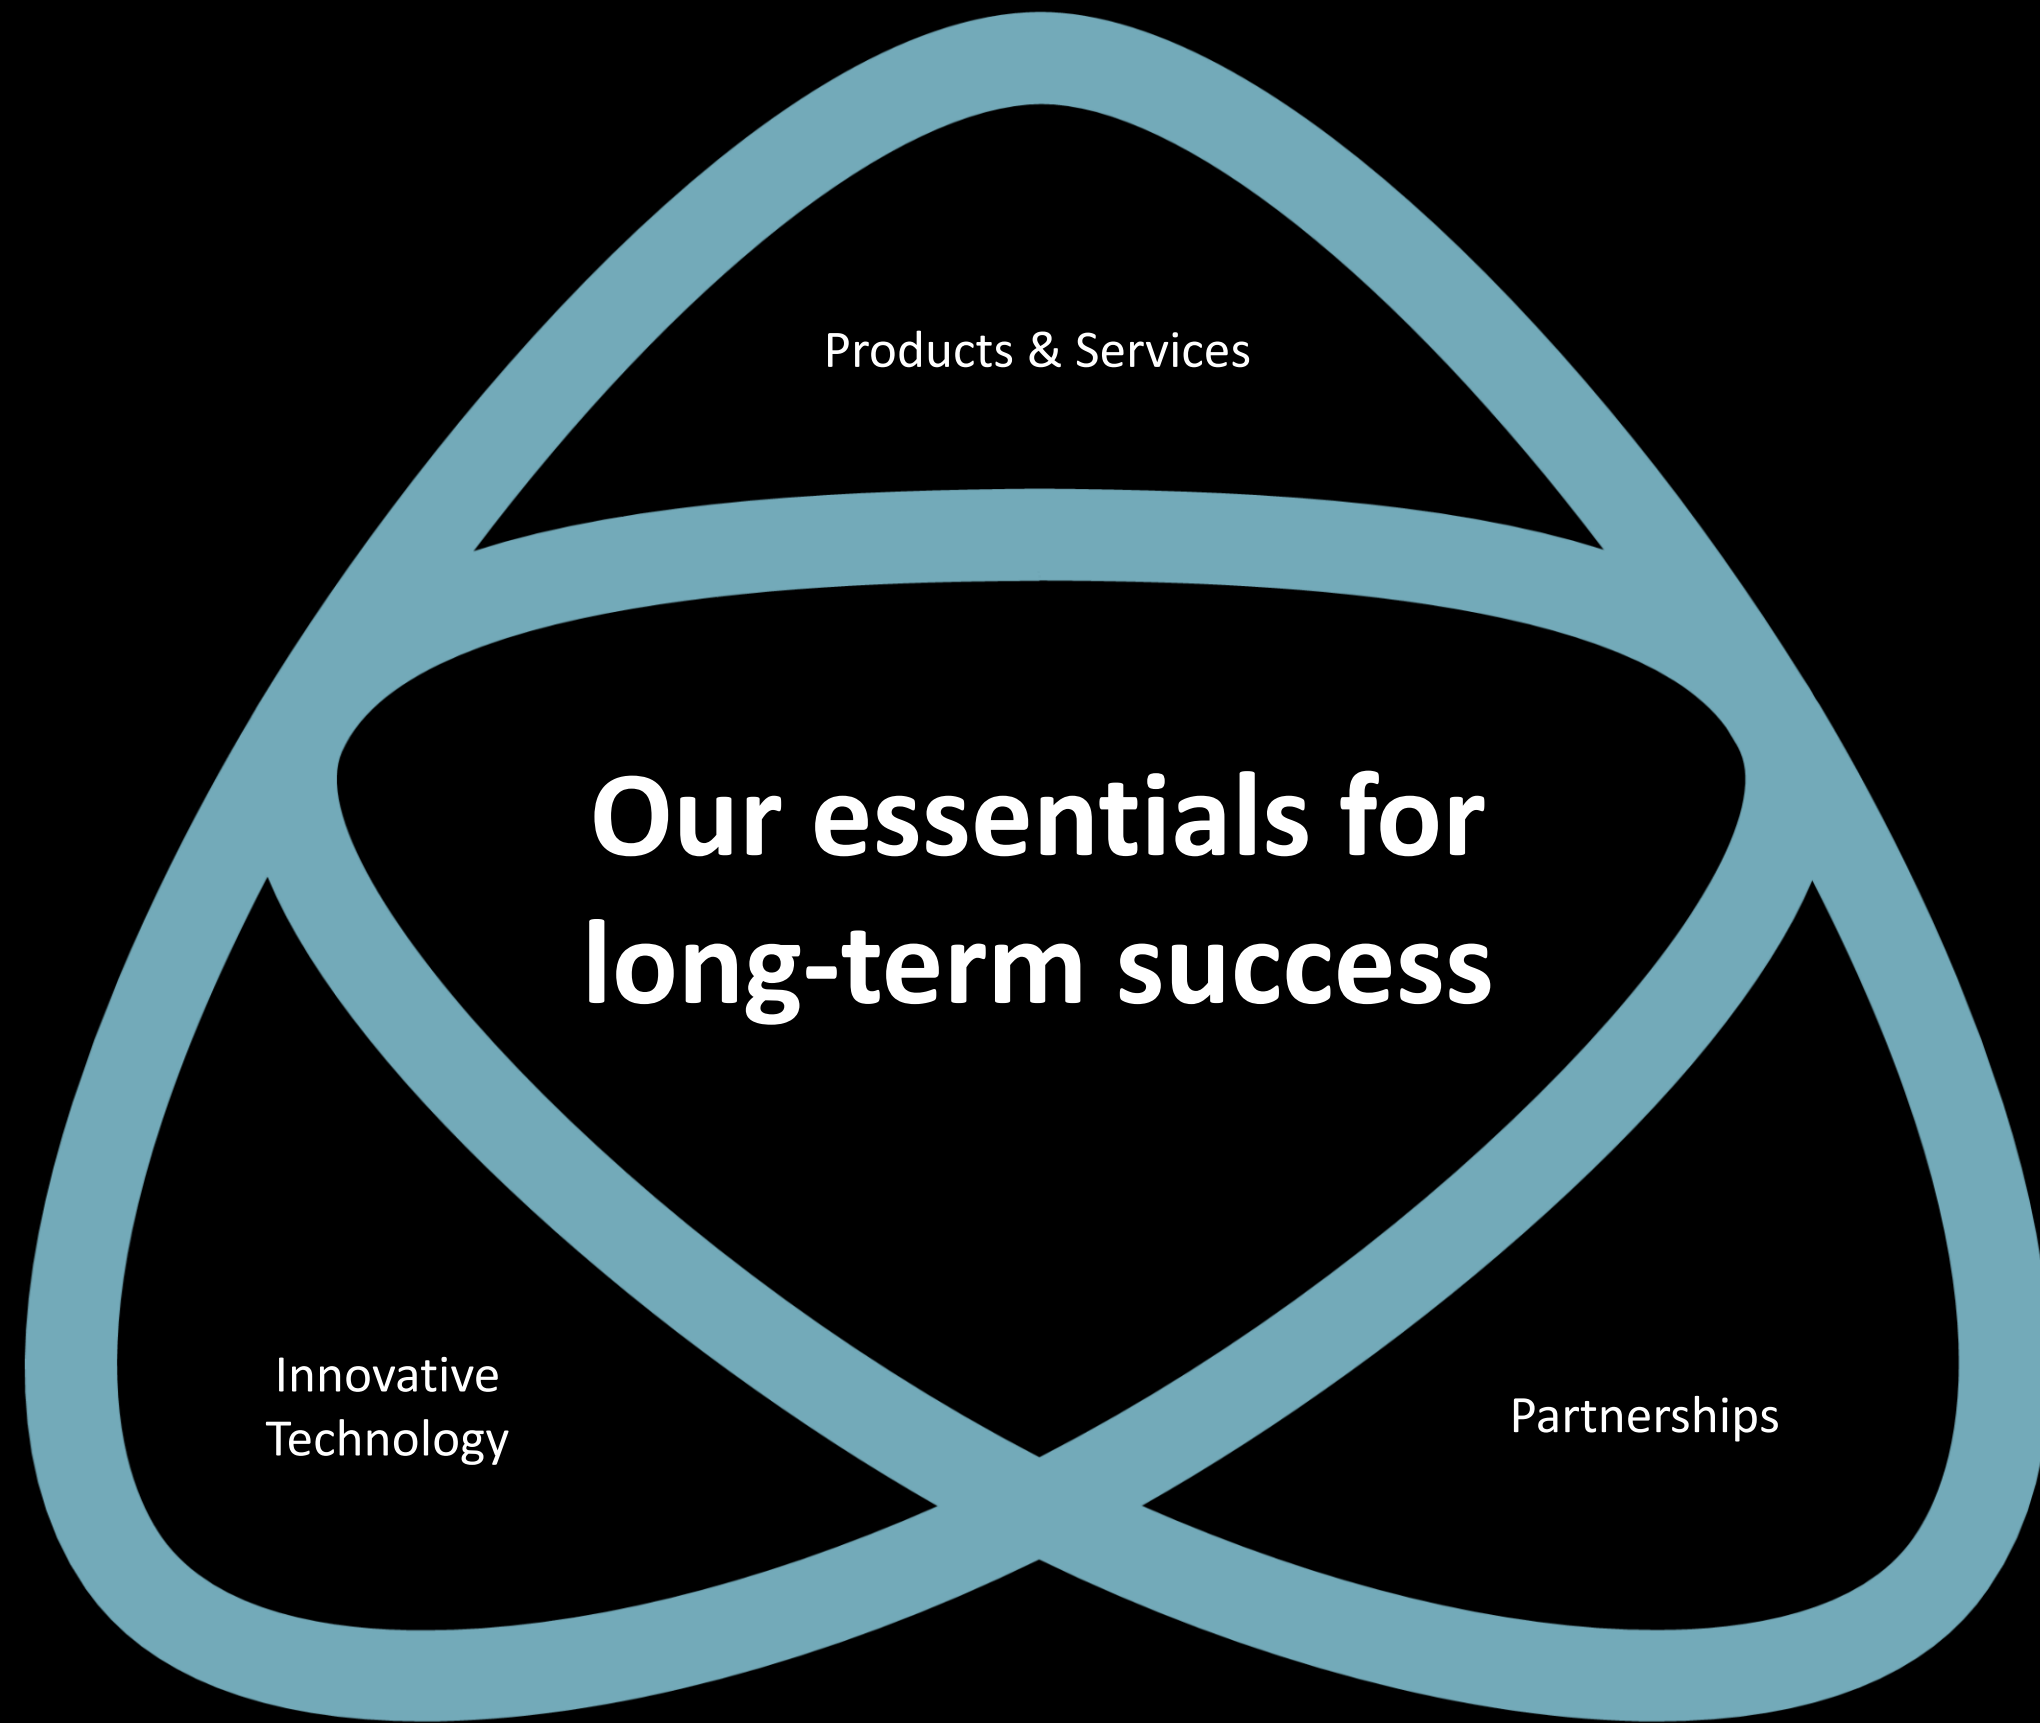 Products & Services
Our essentials for
long-term success
Innovative
Technology
Partnerships